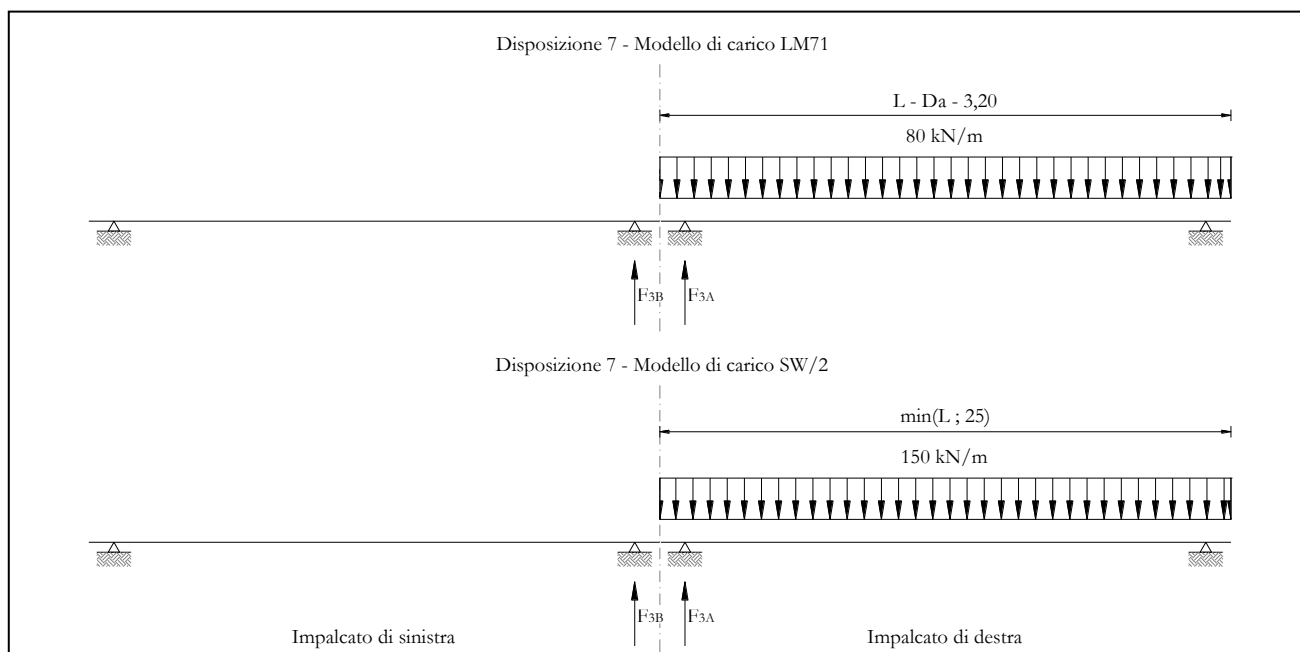 Disposizione 7 - Modello di carico LM71
L - Da - 3,20
80 kN/m
F3B
F3A
Disposizione 7 - Modello di carico SW/2
min(L ; 25)
150 kN/m
F3B
F3A
Impalcato di sinistra
Impalcato di destra